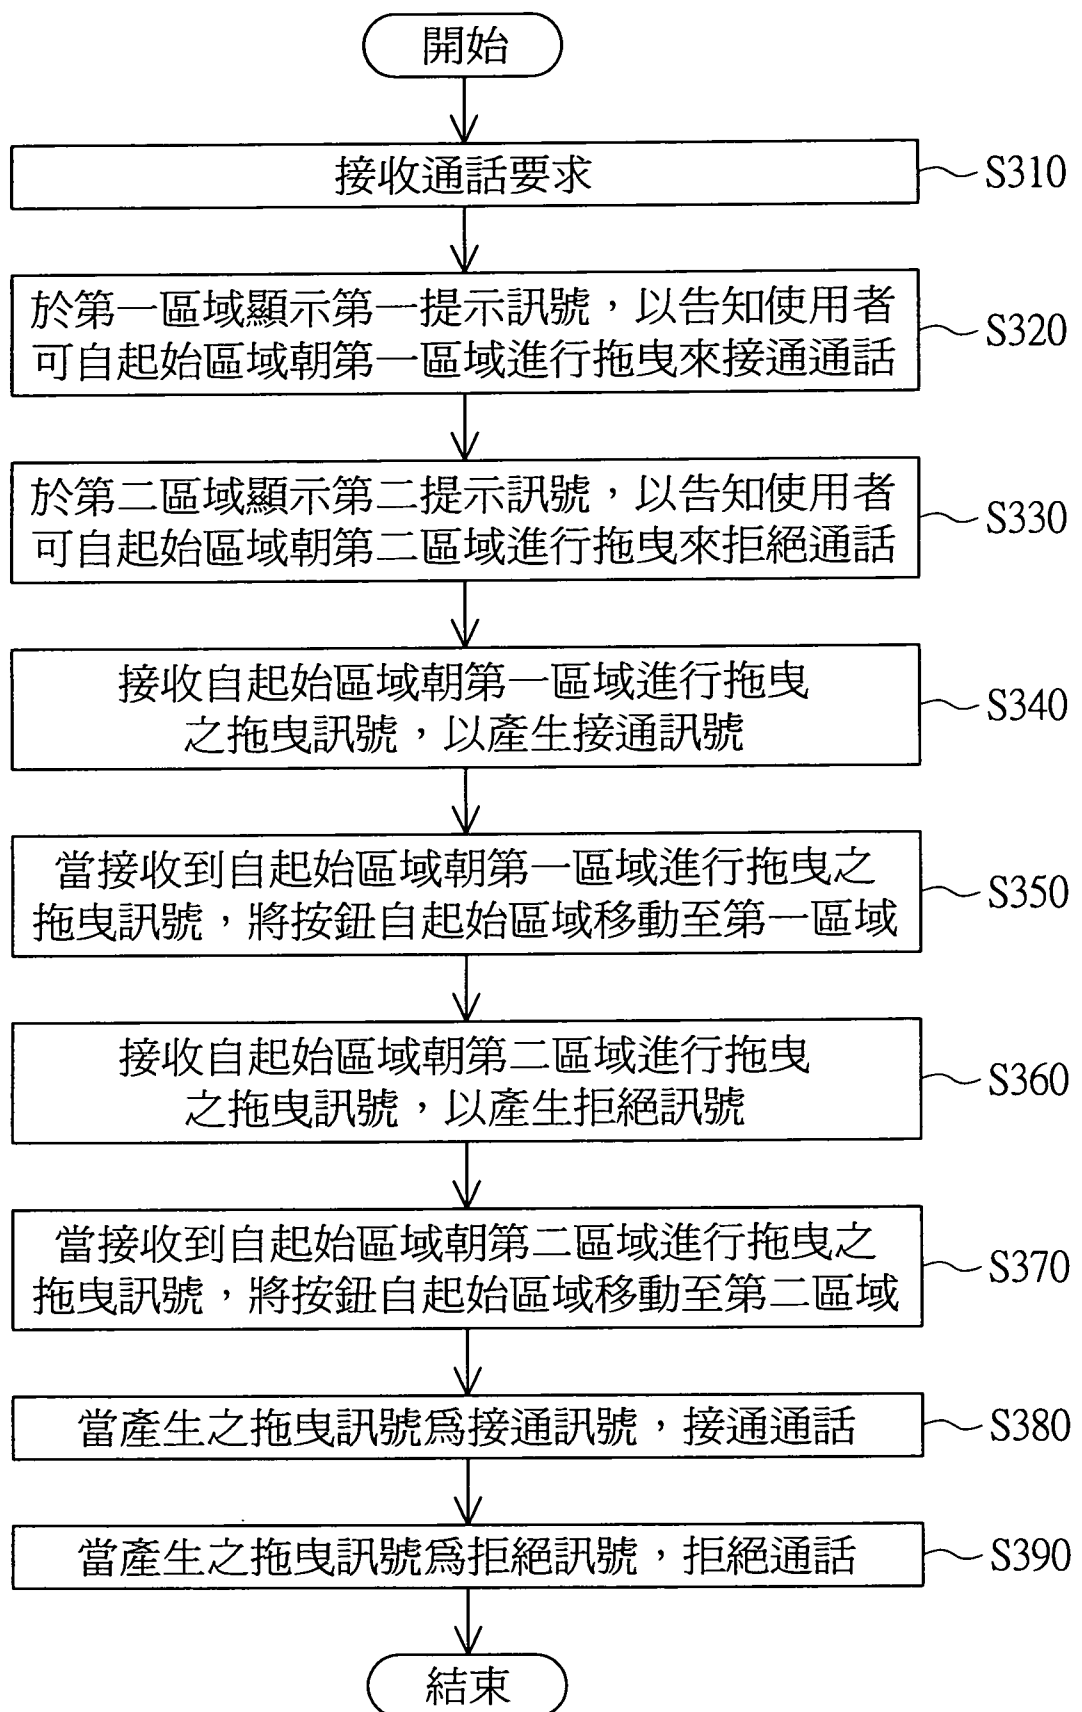 開始
接收通話要求
S310
於第一區域顯示第一提示訊號，以告知使用者
可自起始區域朝第一區域進行拖曳來接通通話
S320
於第二區域顯示第二提示訊號，以告知使用者
可自起始區域朝第二區域進行拖曳來拒絕通話
S330
接收自起始區域朝第一區域進行拖曳
之拖曳訊號，以產生接通訊號
S340
當接收到自起始區域朝第一區域進行拖曳之
拖曳訊號，將按鈕自起始區域移動至第一區域
S350
接收自起始區域朝第二區域進行拖曳
之拖曳訊號，以產生拒絕訊號
S360
當接收到自起始區域朝第二區域進行拖曳之
拖曳訊號，將按鈕自起始區域移動至第二區域
S370
當產生之拖曳訊號爲接通訊號，接通通話
S380
當產生之拖曳訊號爲拒絕訊號，拒絕通話
S390
結束